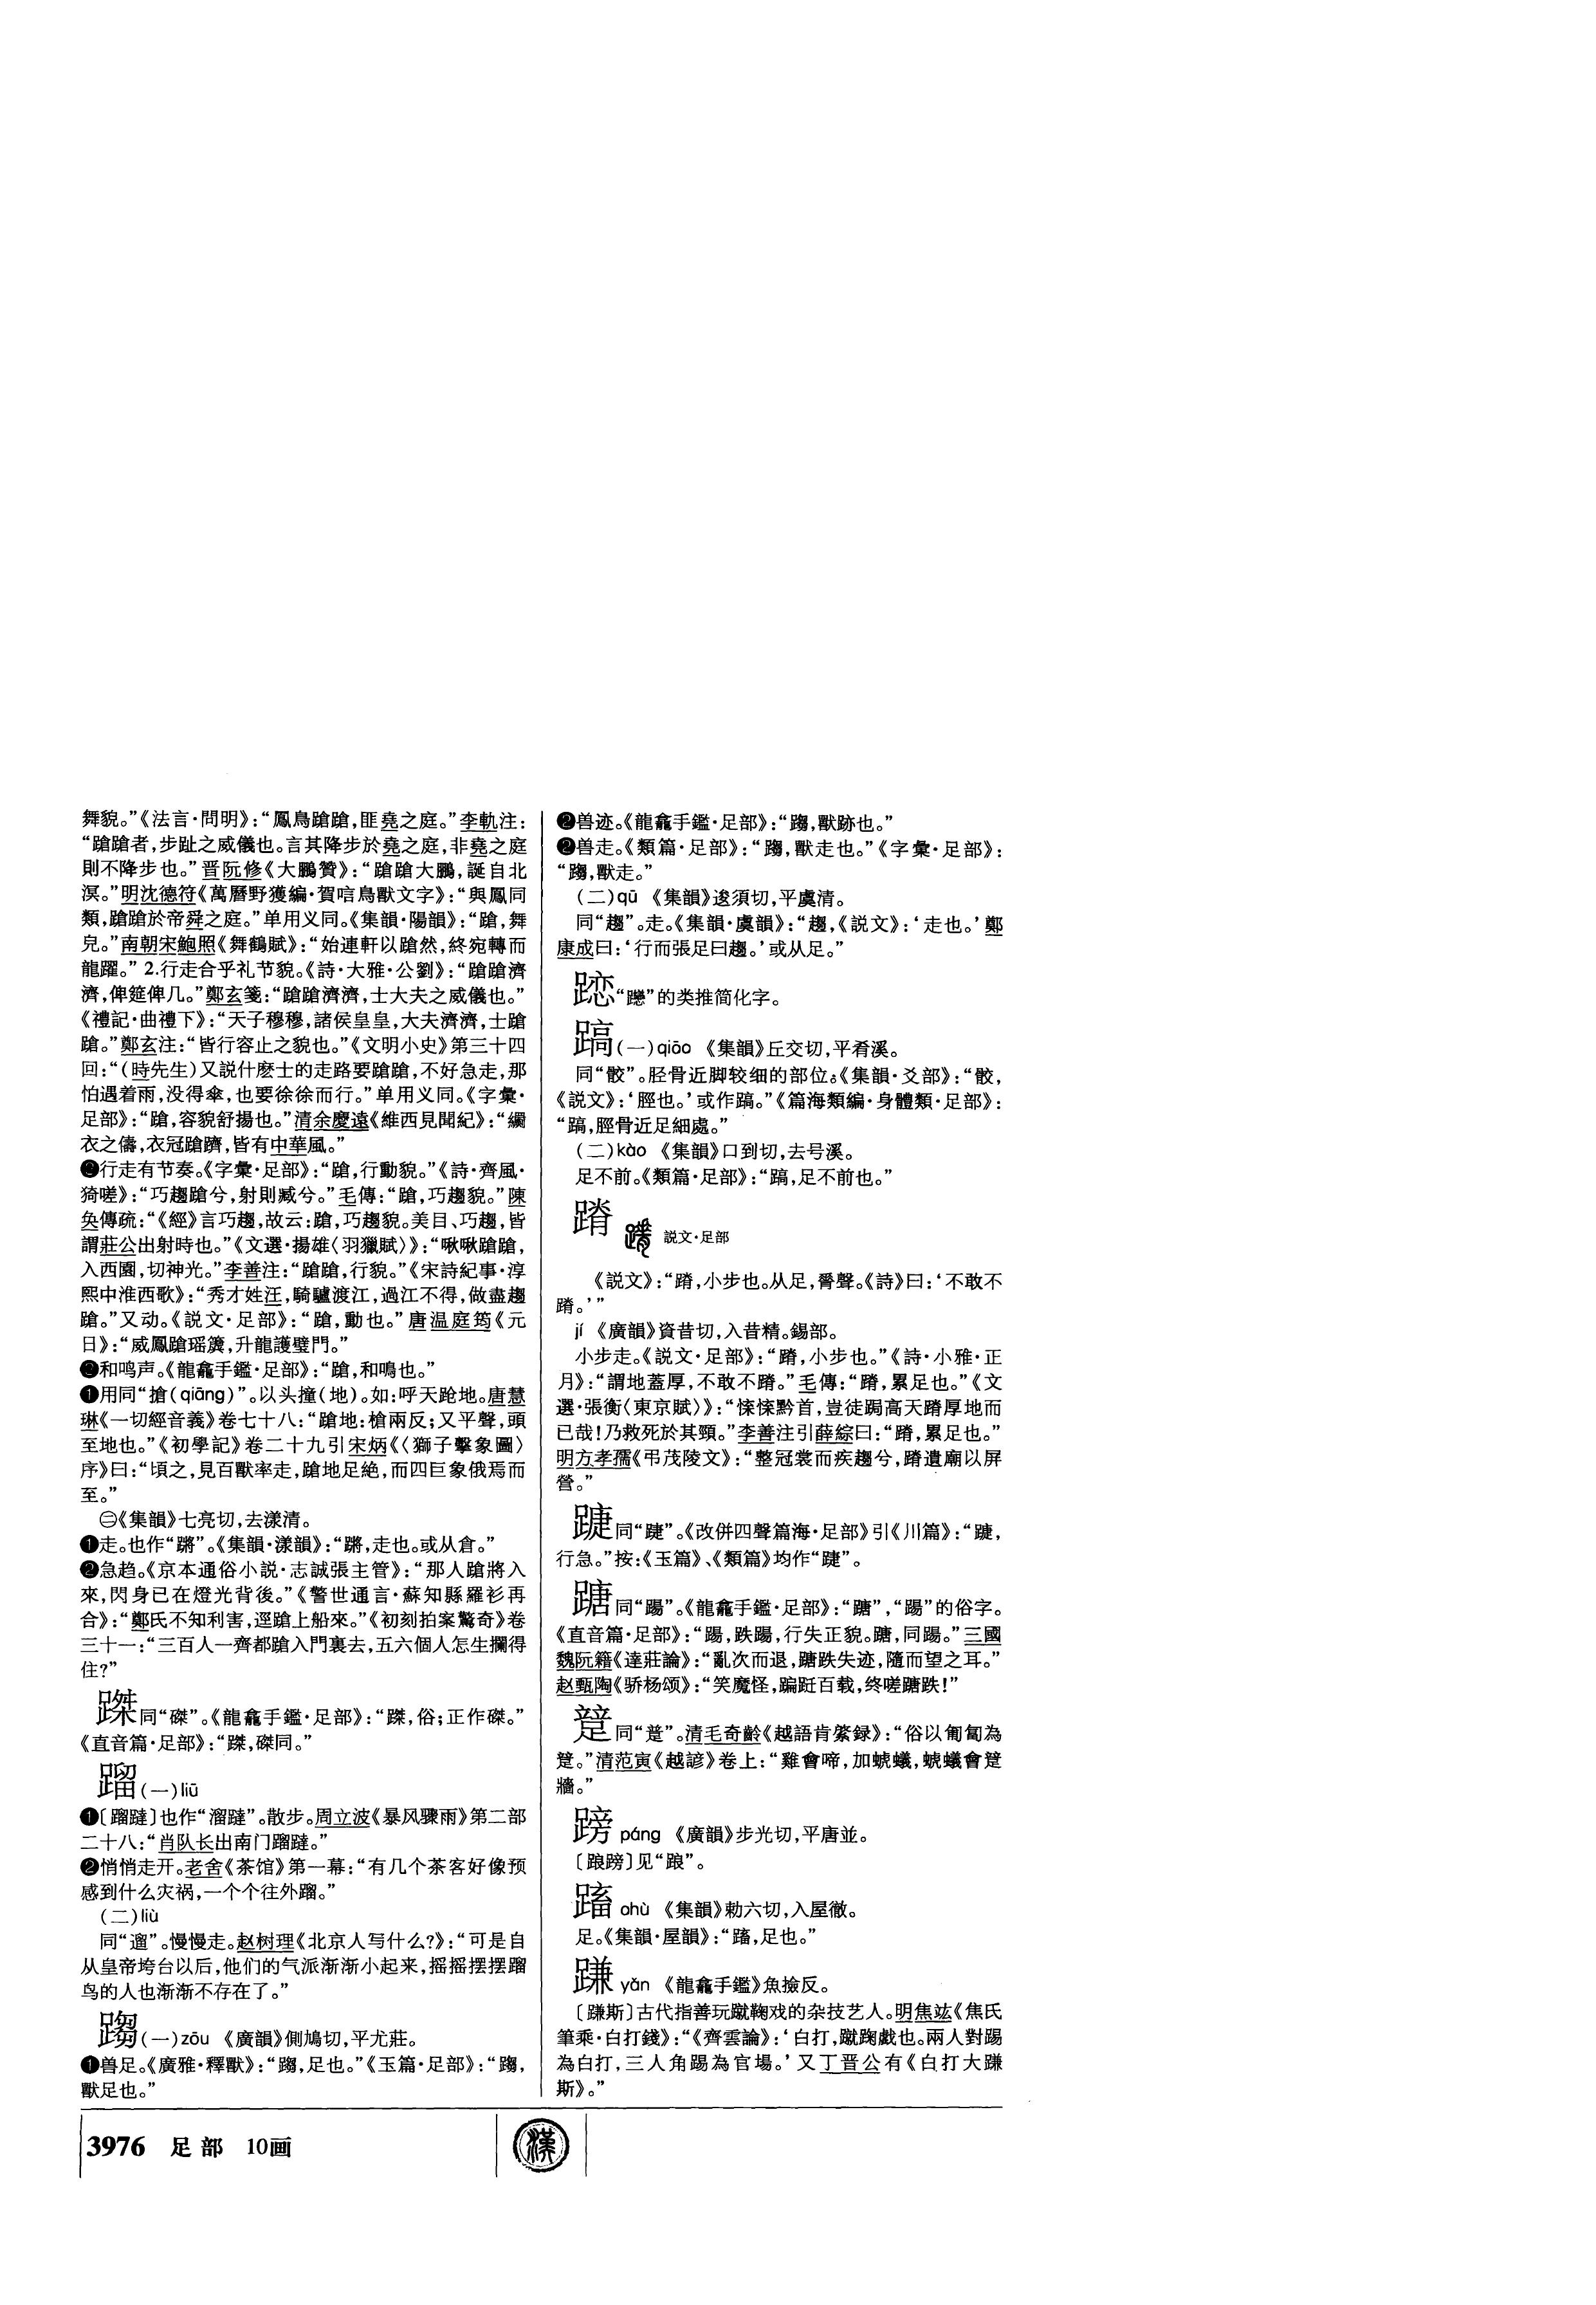 舞貌。”《法言·問明》：“鳳鳥蹌蹌，匪堯之庭。”李軌注：
“蹌蹌者，步趾之威儀也。言其降步於堯之庭，非堯之庭
則不降步也。”晋阮修《大鵬贊》：“蹌蹌大鵬，誕自北
溟。”明沈德符《萬曆野獲編·賀唁鳥獸文字》：“與鳳同
類，蹌蹌於帝舜之庭。”单用义同。《集韻·陽韻》：“蹌，舞
皃。”南朝宋鮑照《舞鶴賦》：“始連軒以蹌然，終宛轉而
龍躍。”2.行走合乎礼节貌。《詩·大雅·公劉》：“蹌蹌濟
濟，俾筵俾几。”鄭玄箋：“蹌蹌濟濟，士大夫之威儀也。”
《禮記·曲禮下》：“天子穆穆，諸侯皇皇，大夫濟濟，士蹌
蹌。”鄭玄注：“皆行容止之貌也。”《文明小史》第三十四
回：“（時先生）又説什麽士的走路要蹌蹌，不好急走，那
怕遇着雨，没得傘，也要徐徐而行。”单用义同。《字彙·
足部》：“蹌，容貌舒揚也。”清余慶遠《維西見聞紀》：“斕
衣之儔，衣冠蹌躋，皆有中華風。”
❷行走有节奏。《字彙·足部》：“蹌，行動貌。”《詩·齊風·
猗嗟》：“巧趨蹌兮，射則臧兮。”毛傳：“蹌，巧趨貌。”陳
奂傳疏：“《經》言巧趨，故云：蹌，巧趨貌。美目、巧趨，皆
謂莊公出射時也。”《文選·揚雄〈羽獵賦〉》：“啾啾蹌蹌，
入西園，切神光。”李善注：“蹌蹌，行貌。”《宋詩紀事·淳
熙中淮西歌》：“秀才姓汪，騎驢渡江，過江不得，做盡趨
蹌。”又动。《説文·足部》：“蹌，動也。”唐温庭筠《元
日》：“威鳳蹌瑶簴，升龍護璧門。”
❷和鸣声。《龍龕手鑑·足部》：“蹌，和鳴也。”
❶用同“搶（qiāng）”。以头撞（地）。如：呼天跄地。唐慧
琳《一切經音義》卷七十八：“蹌地：槍兩反；又平聲，頭
至地也。”《初學記》卷二十九引宋炳《〈獅子擊象圖〉
序》曰：“頃之，見百獸率走，蹌地足絶，而四巨象俄焉而
至。”
㊁《集韻》七亮切，去漾清。
❶走。也作“蹡”。《集韻·漾韻》：“蹡，走也。或从倉。”
❷急趋。《京本通俗小説·志誠張主管》：“那人蹌將入
來，閃身已在燈光背後。”《警世通言·蘇知縣羅衫再
合》：“鄭氏不知利害，逕蹌上船來。”《初刻拍案驚奇》卷
三十一：“三百人一齊都蹌入門裏去，五六個人怎生攔得
住？”
䠭同“磔”。《龍龕手鑑·足部》：“䠭，俗；正作磔。”
《直音篇·足部》：“䠭，磔同。”
蹓（一）liū
❶〔蹓躂〕也作“溜躂”。散步。周立波《暴风骤雨》第二部
二十八：“肖队长出南门蹓躂。”
❷悄悄走开。老舍《茶馆》第一幕：“有几个茶客好像预
感到什么灾祸，一个个往外蹓。”
（二）liù
同“遛”。慢慢走。赵树理《北京人写什么？》：“可是自
从皇帝垮台以后，他们的气派渐渐小起来，摇摇摆摆蹓
鸟的人也渐渐不存在了。”
䠫（一）zōu 《廣韻》側鳩切，平尤莊。
❶兽足。《廣雅·釋獸》：“䠫，足也。”《玉篇·足部》：“䠫，
獸足也。”
❷兽迹。《龍龕手鑑·足部》：“䠫，獸跡也。”
❷兽走。《類篇·足部》：“䠫，獸走也。”《字彙·足部》：
“䠫，獸走。”
（二）qū 《集韻》逡須切，平虞清。
同“趨”。走。《集韻·虞韻》：“趨，《説文》：‘走也。’鄭
康成曰：‘行而張足曰趨。’或从足。”
“戀”的类推简化字。
蹻（一）qiāo 《集韻》丘交切，平肴溪。
同“骹”。胫骨近脚较细的部位。《集韻·爻部》：“骹，
《説文》：‘脛也。’或作䠧。”《篇海類編·身體類·足部》：
“䠧，脛骨近足細處。”
（二）kào 《集韻》口到切，去号溪。
足不前。《類篇·足部》：“䠧，足不前也。”
蹐 説文·足部
《説文》：“蹐，小步也。从足，脊聲。《詩》曰：‘不敢不
蹐。’”
jí 《廣韻》資昔切，入昔精。錫部。
小步走。《説文·足部》：“蹐，小步也。”《詩·小雅·正
月》：“謂地蓋厚，不敢不蹐。”毛傳：“蹐，累足也。”《文
選·張衡〈東京賦〉》：“悚悚黔首，豈徒跼高天蹐厚地而
已哉！乃救死於其頸。”李善注引薛綜曰：“蹐，累足也。”
明方孝孺《弔茂陵文》：“整冠裳而疾趨兮，蹐遺廟以屏
營。”
同“踺”。《改併四聲篇海·足部》引《川篇》：“
行急。”按：《玉篇》、《類篇》均作“踺”。
蹚同“踼”。《龍龕手鑑·足部》：“䠀”，“踼”的俗字。
《直音篇·足部》：“踼，跌踼，行失正貌。䠀，同踼。”三國
魏阮籍《達莊論》：“亂次而退，䠀跌失迹，隨而望之耳。”
赵甄陶《骄杨颂》：“笑魔怪，蹁跹百载，终嗟䠀跌！”
同“跫”。清毛奇齡《越語肯綮録》：“俗以匍匐為
。”清范寅《越諺》卷上：“雞會啼，加蜧蟻，蜧蟻會
牆。”
䠙 páng 《廣韻》步光切，平唐並。
〔踉䠙〕见“踉”。
蹜 ohù 《集韻》勅六切，入屋徹。
足。《集韻·屋韻》：“蓄，足也。”
䠨 yǎn 《龍龕手鑑》魚撿反。
〔䠨斯〕古代指善玩蹴鞠戏的杂技艺人。明焦竑《焦氏
筆乘·白打錢》：“《齊雲論》：‘白打，蹴踘戲也。兩人對踢
為白打，三人角踢為官場。’又丁晋公有《白打大䠨
斯》。”
3976 足部 10画
漢